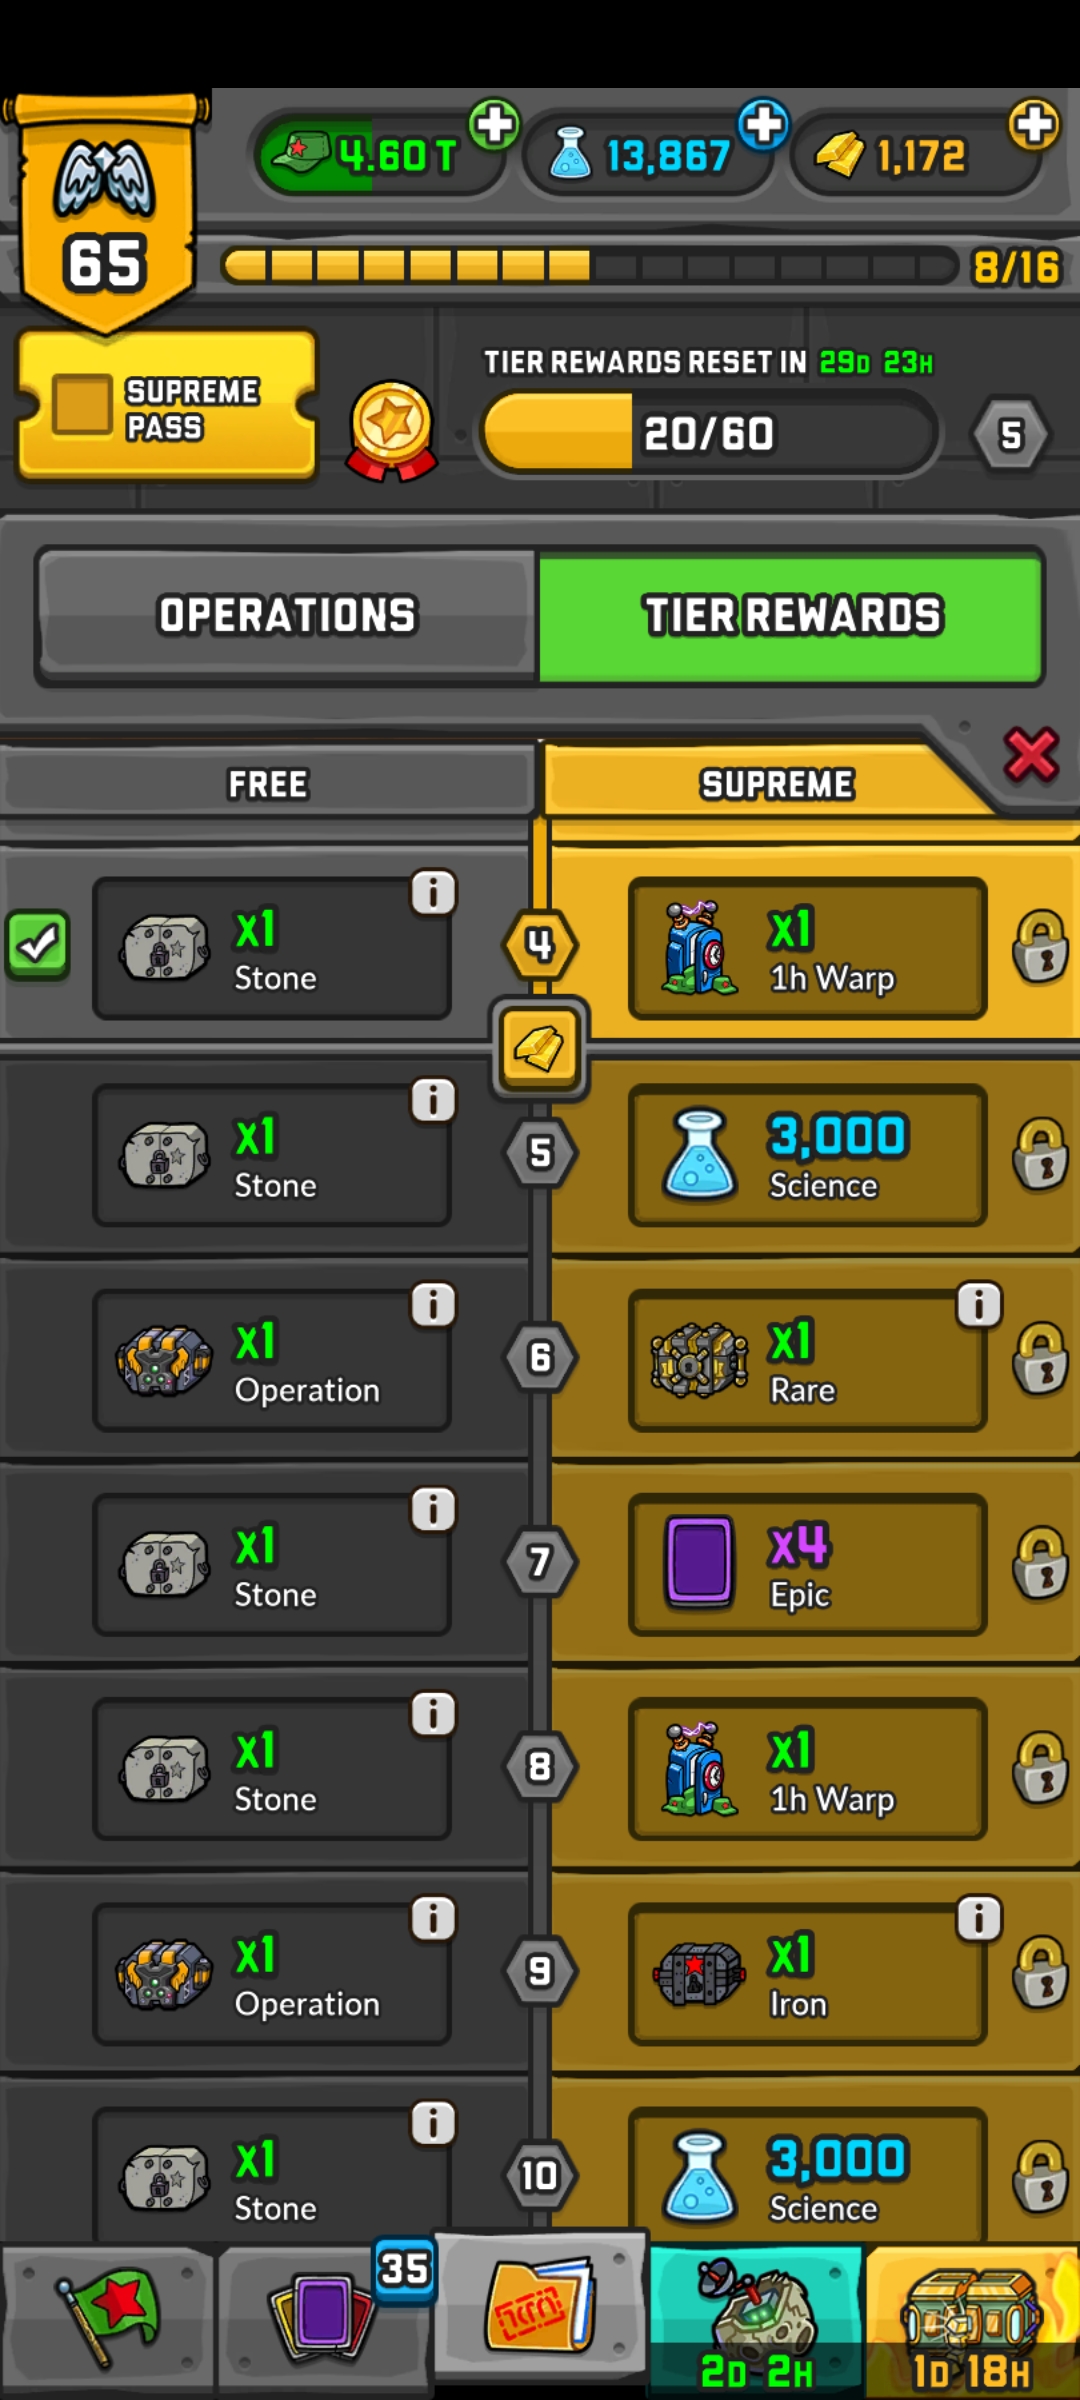 4.60 T
13,867
1,172
65
8/16
SUPREME
PASS
TIER REWARDS RESET IN 29D 23H
20/60
5
OPERATIONS
TIER REWARDS
FREE
SUPREME
X1
Stone
4
X1
1h Warp
X1
Stone
5
3,000
Science
X1
Operation
6
X1
Rare
X1
Stone
7
X4
Epic
X1
Stone
8
X1
1h Warp
X1
Operation
9
X1
Iron
X1
Stone
10
3,000
Science
35
2D 2H
1D 18H